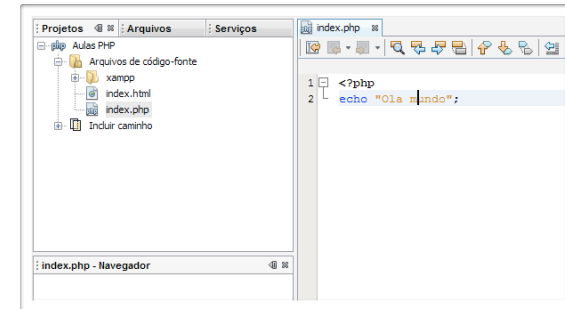 Projetos Arquivos Serviços
php Aulas PHP
Arquivos de código-fonte
xampp
index.html
index.php
Incluir caminho
index.php - Navegador
index.php
1 <?php
2 echo "Ola mundo";